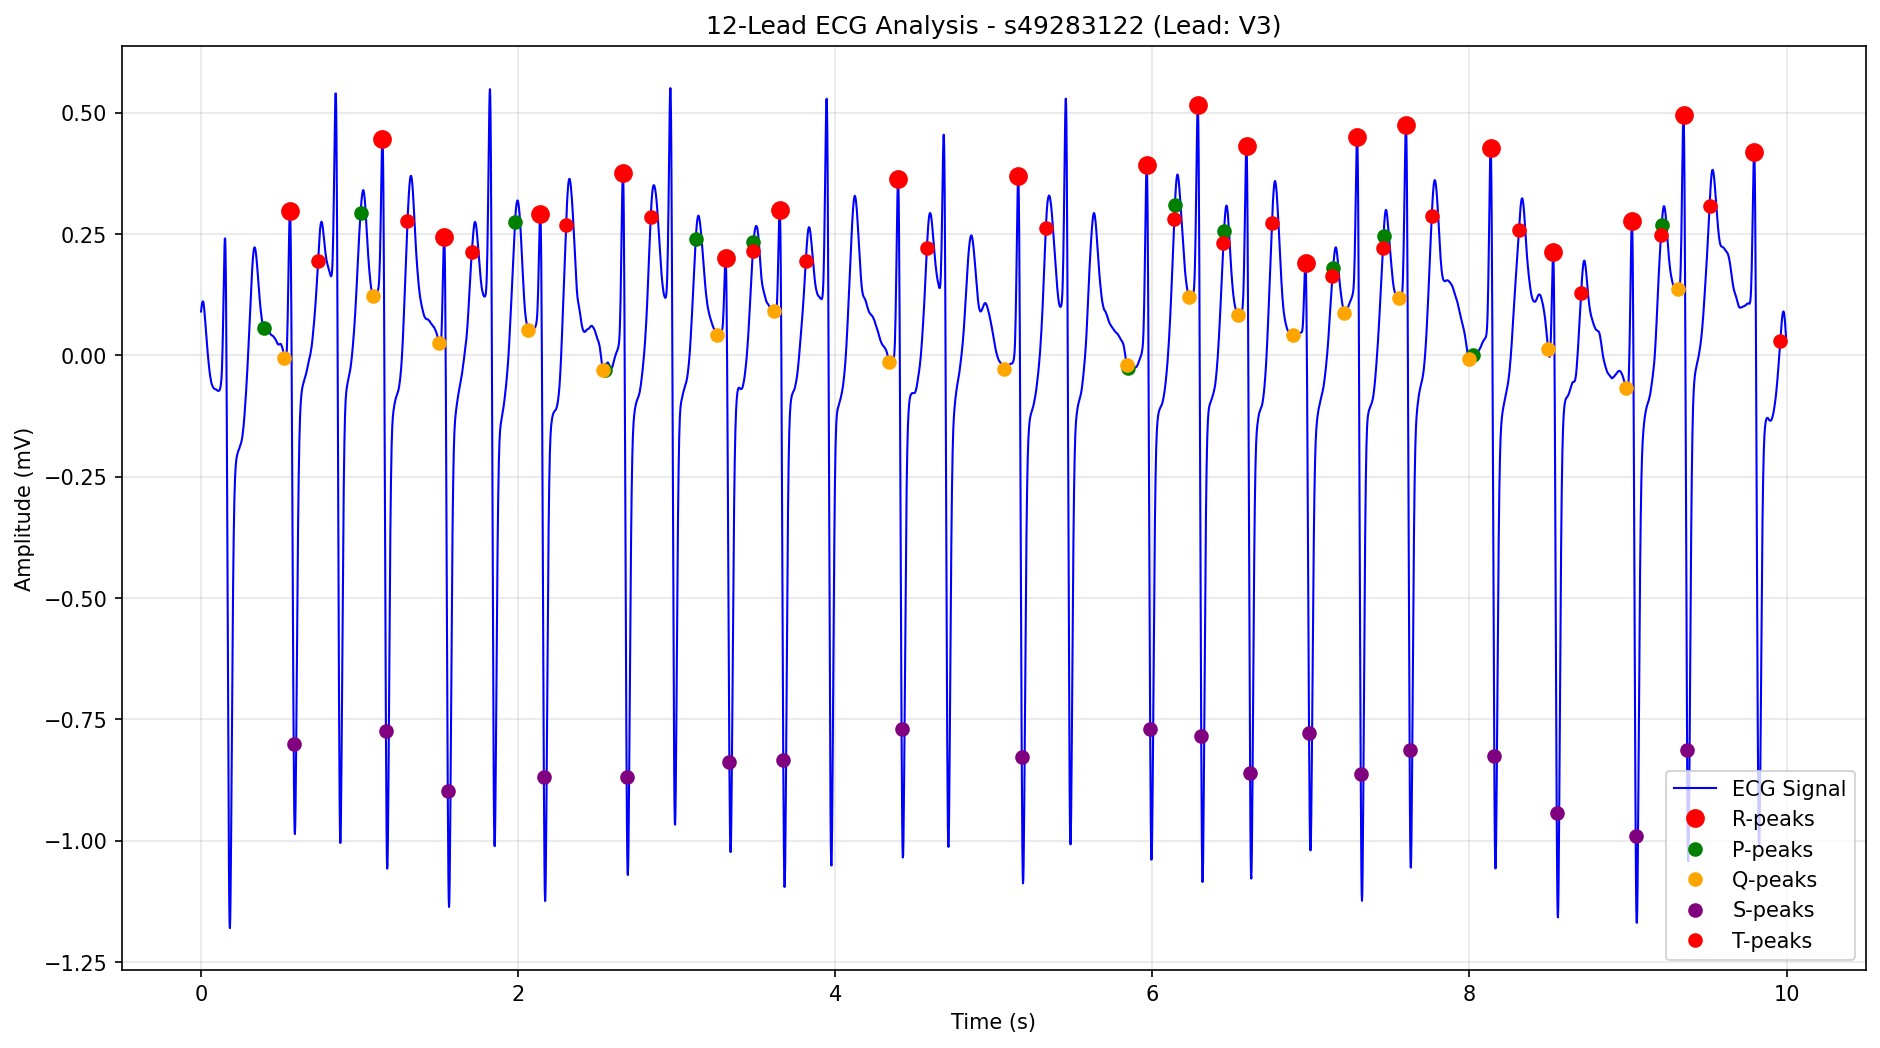 12-Lead ECG Analysis - s49283122 (Lead: V3)
Amplitude (mV)
0.50
0.25
0.00
−0.25
−0.50
−0.75
−1.00
−1.25
0 2 4 6 8 10
Time (s)
ECG Signal
R-peaks
P-peaks
Q-peaks
S-peaks
T-peaks